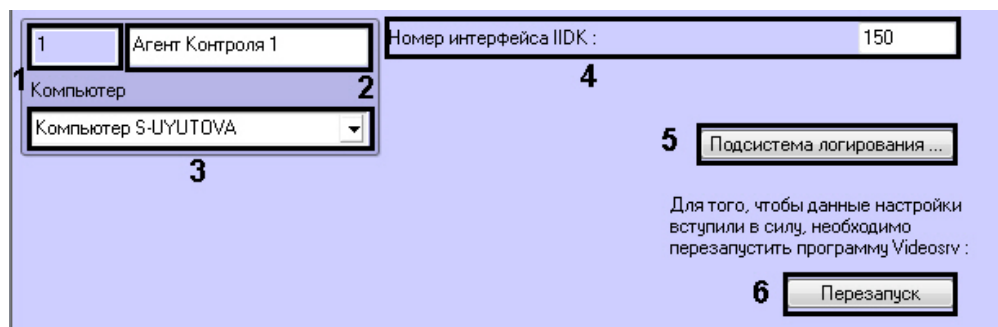 1 Агент Контроля 1 Номер интерфейса IIDK : 150
1 2 4
Компьютер
Компьютер S-UYUTOVA
3
5 Подсистема логирования ...
Для того, чтобы данные настройки
вступили в силу, необходимо
перезапустить программу Videosrv :
6 Перезапуск